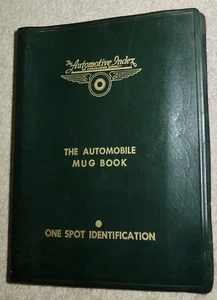 The Automotive Index
THE AUTOMOBILE
MUG BOOK
ONE SPOT IDENTIFICATION